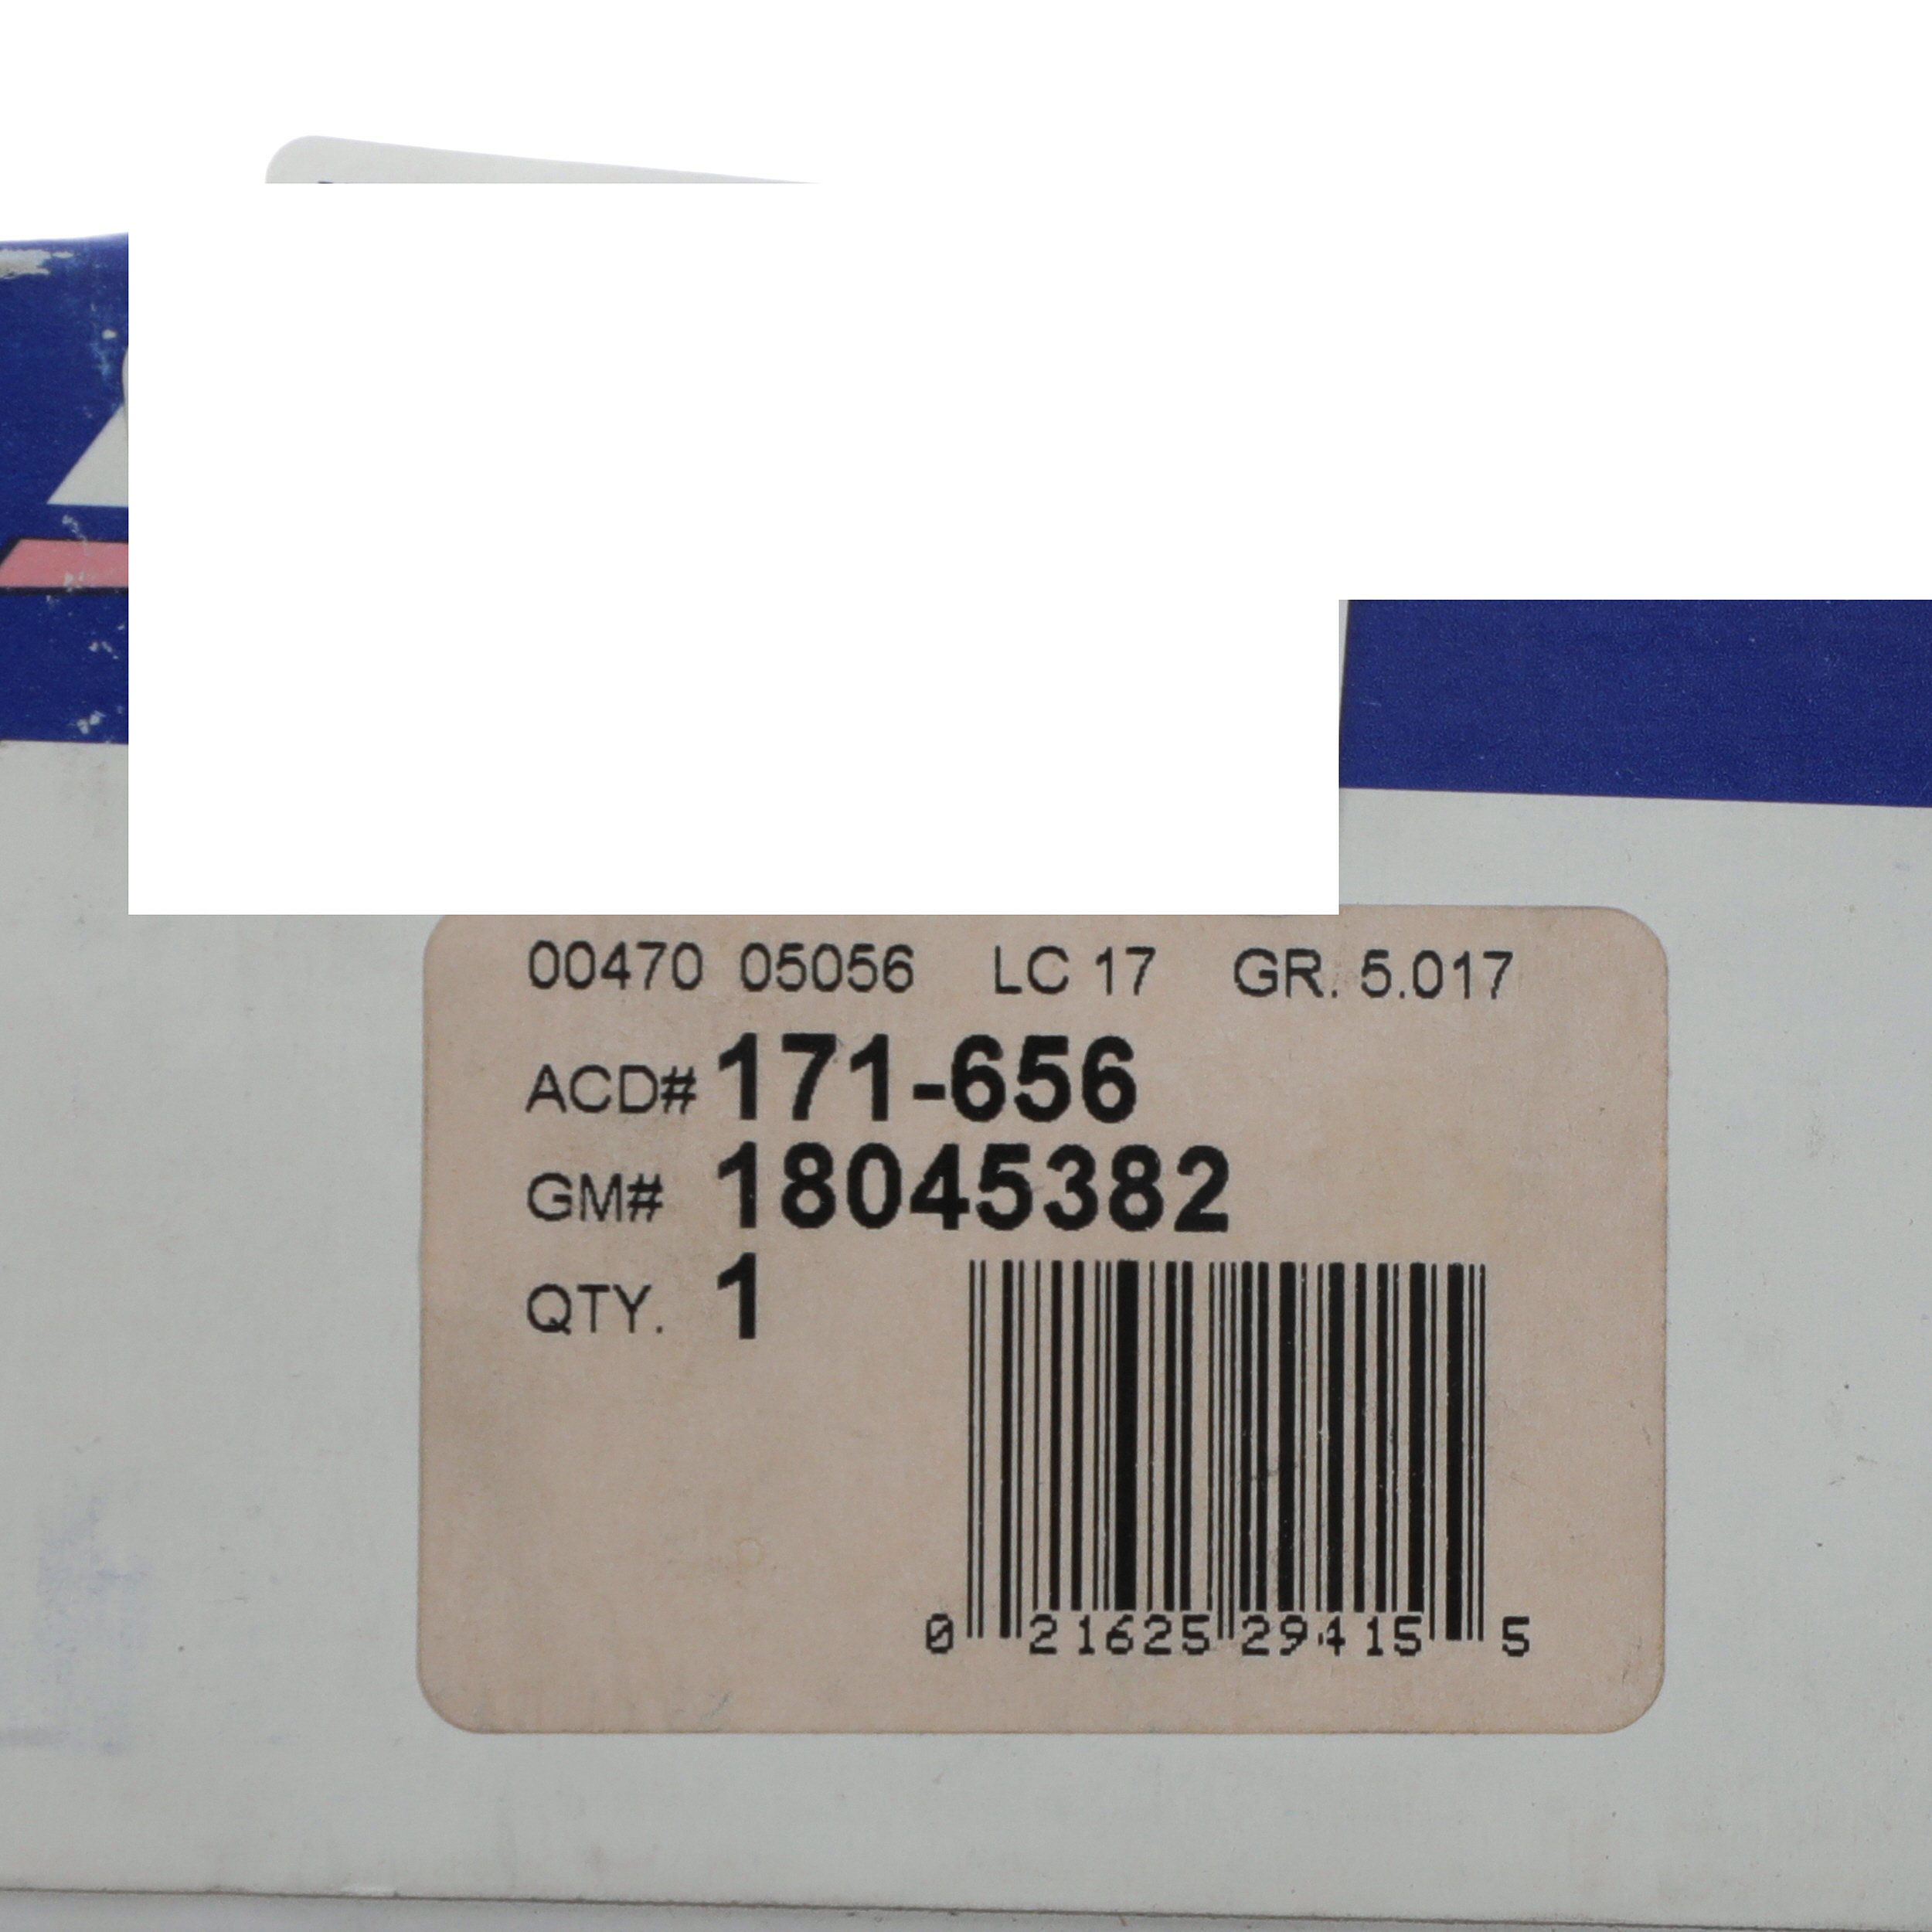 00470 05056 LC 17 GR. 5.017
ACD# 171-656
GM# 18045382
QTY. 1
0 21625 29415 5